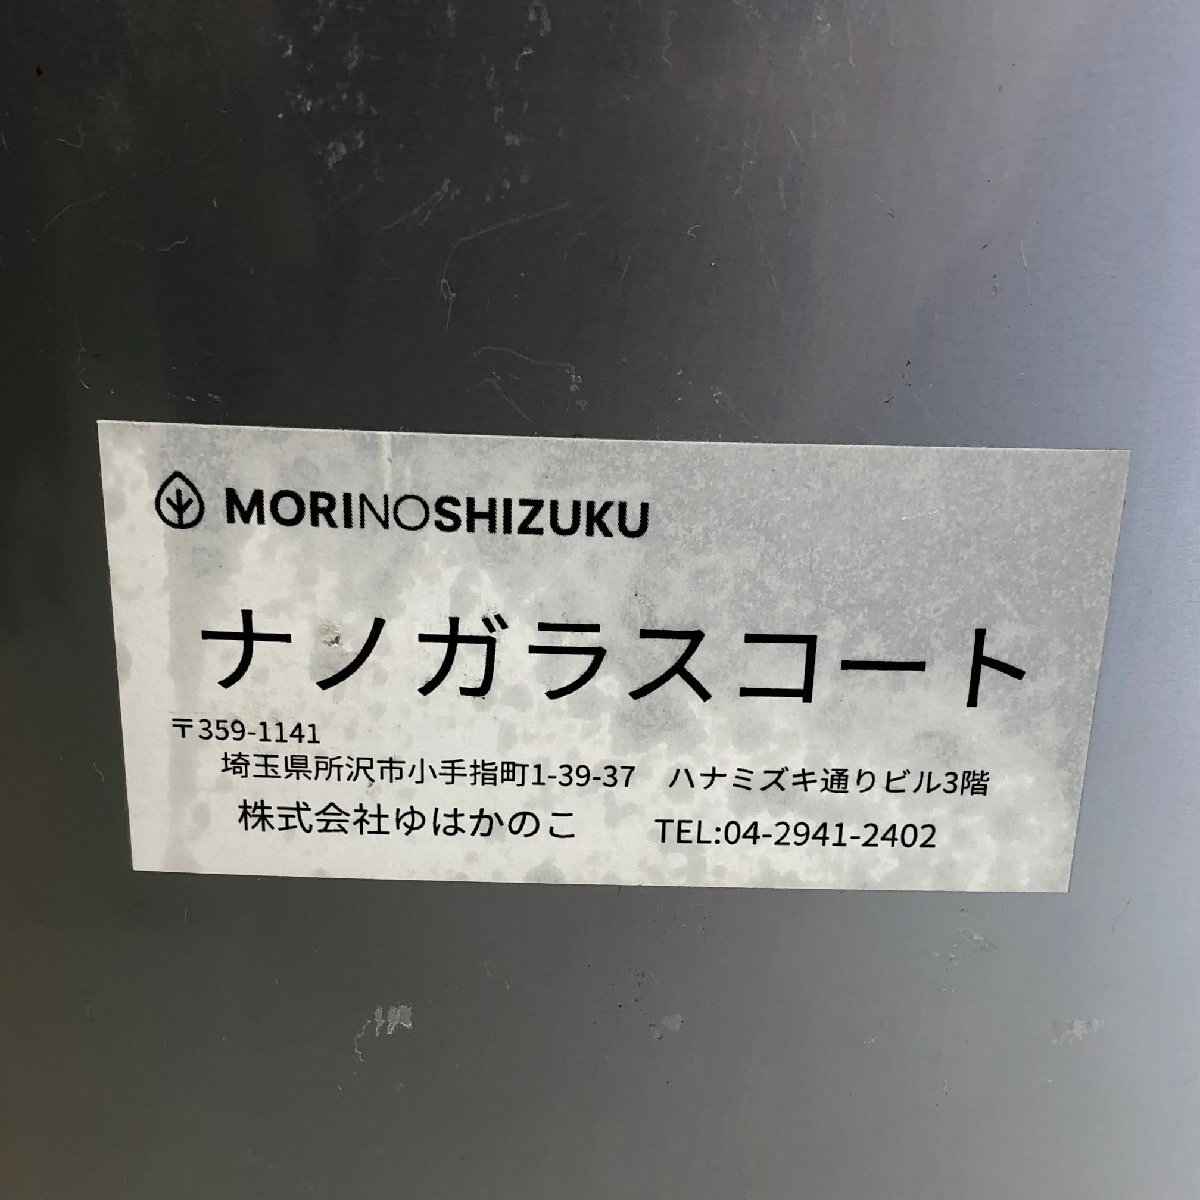 MORINOSHIZUKU
ナノガラスコート
〒359-1141
埼玉県所沢市小手指町1-39-37　ハナミズキ通りビル3階
株式会社ゆはかのこ　TEL:04-2941-2402